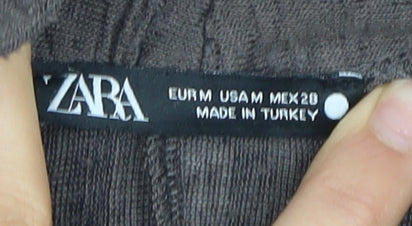 ZARA
EUR M USA M MEX 28
MADE IN TURKEY